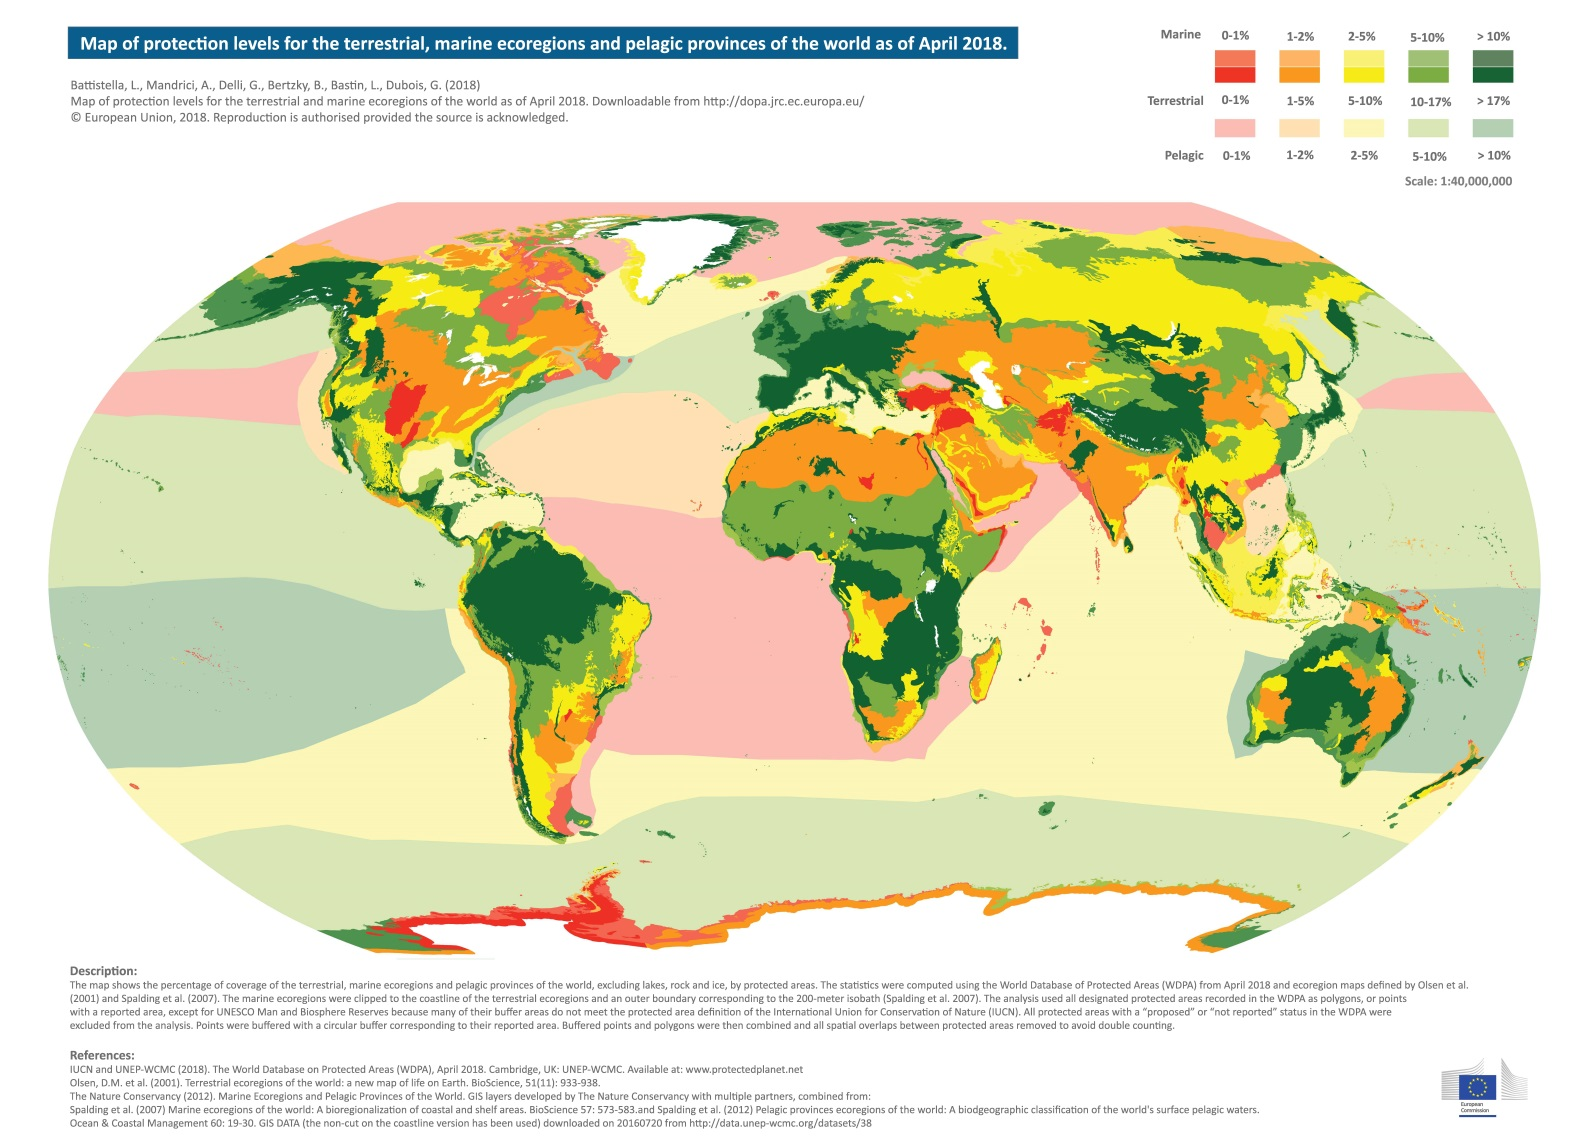 Map of protection levels for the terrestrial, marine ecoregions and pelagic provinces of the world as of April 2018.
Battistella, L., Mandrici, A., Delli, G., Bertzky, B., Bastin, L., Dubois, G. (2018)
Map of protection levels for the terrestrial and marine ecoregions of the world as of April 2018. Downloadable from http://dopa.jrc.ec.europa.eu/
© European Union, 2018. Reproduction is authorised provided the source is acknowledged.
Marine 0-1% 1-2% 2-5% 5-10% > 10%
Terrestrial 0-1% 1-5% 5-10% 10-17% > 17%
Pelagic 0-1% 1-2% 2-5% 5-10% > 10%
Scale: 1:40,000,000
Description:
The map shows the percentage of coverage of the terrestrial, marine ecoregions and pelagic provinces of the world, excluding lakes, rock and ice, by protected areas. The statistics were computed using the World Database of Protected Areas (WDPA) from April 2018 and ecoregion maps defined by Olsen et al.
(2001) and Spalding et al. (2007). The marine ecoregions were clipped to the coastline of the terrestrial ecoregions and an outer boundary corresponding to the 200-meter isobath (Spalding et al. 2007). The analysis used all designated protected areas recorded in the WDPA as polygons, or points
with a reported area, except for UNESCO Man and Biosphere Reserves because many of their buffer areas do not meet the protected area definition of the International Union for Conservation of Nature (IUCN). All protected areas with a “proposed” or “not reported” status in the WDPA were
excluded from the analysis. Points were buffered with a circular buffer corresponding to their reported area. Buffered points and polygons were then combined and all spatial overlaps between protected areas removed to avoid double counting.
References:
IUCN and UNEP-WCMC (2018). The World Database on Protected Areas (WDPA), April 2018. Cambridge, UK: UNEP-WCMC. Available at: www.protectedplanet.net
Olsen, D.M. et al. (2001). Terrestrial ecoregions of the world: a new map of life on Earth. BioScience, 51(11): 933-938.
The Nature Conservancy (2012). Marine Ecoregions and Pelagic Provinces of the World. GIS layers developed by The Nature Conservancy with multiple partners, combined from:
Spalding et al. (2007) Marine ecoregions of the world: A bioregionalization of coastal and shelf areas. BioScience 57: 573-583.and Spalding et al. (2012) Pelagic provinces ecoregions of the world: A biodgeographic classification of the world's surface pelagic waters.
Ocean & Coastal Management 60: 19-30. GIS DATA (the non-cut on the coastline version has been used) downloaded on 20160720 from http://data.unep-wcmc.org/datasets/38
European
Commission